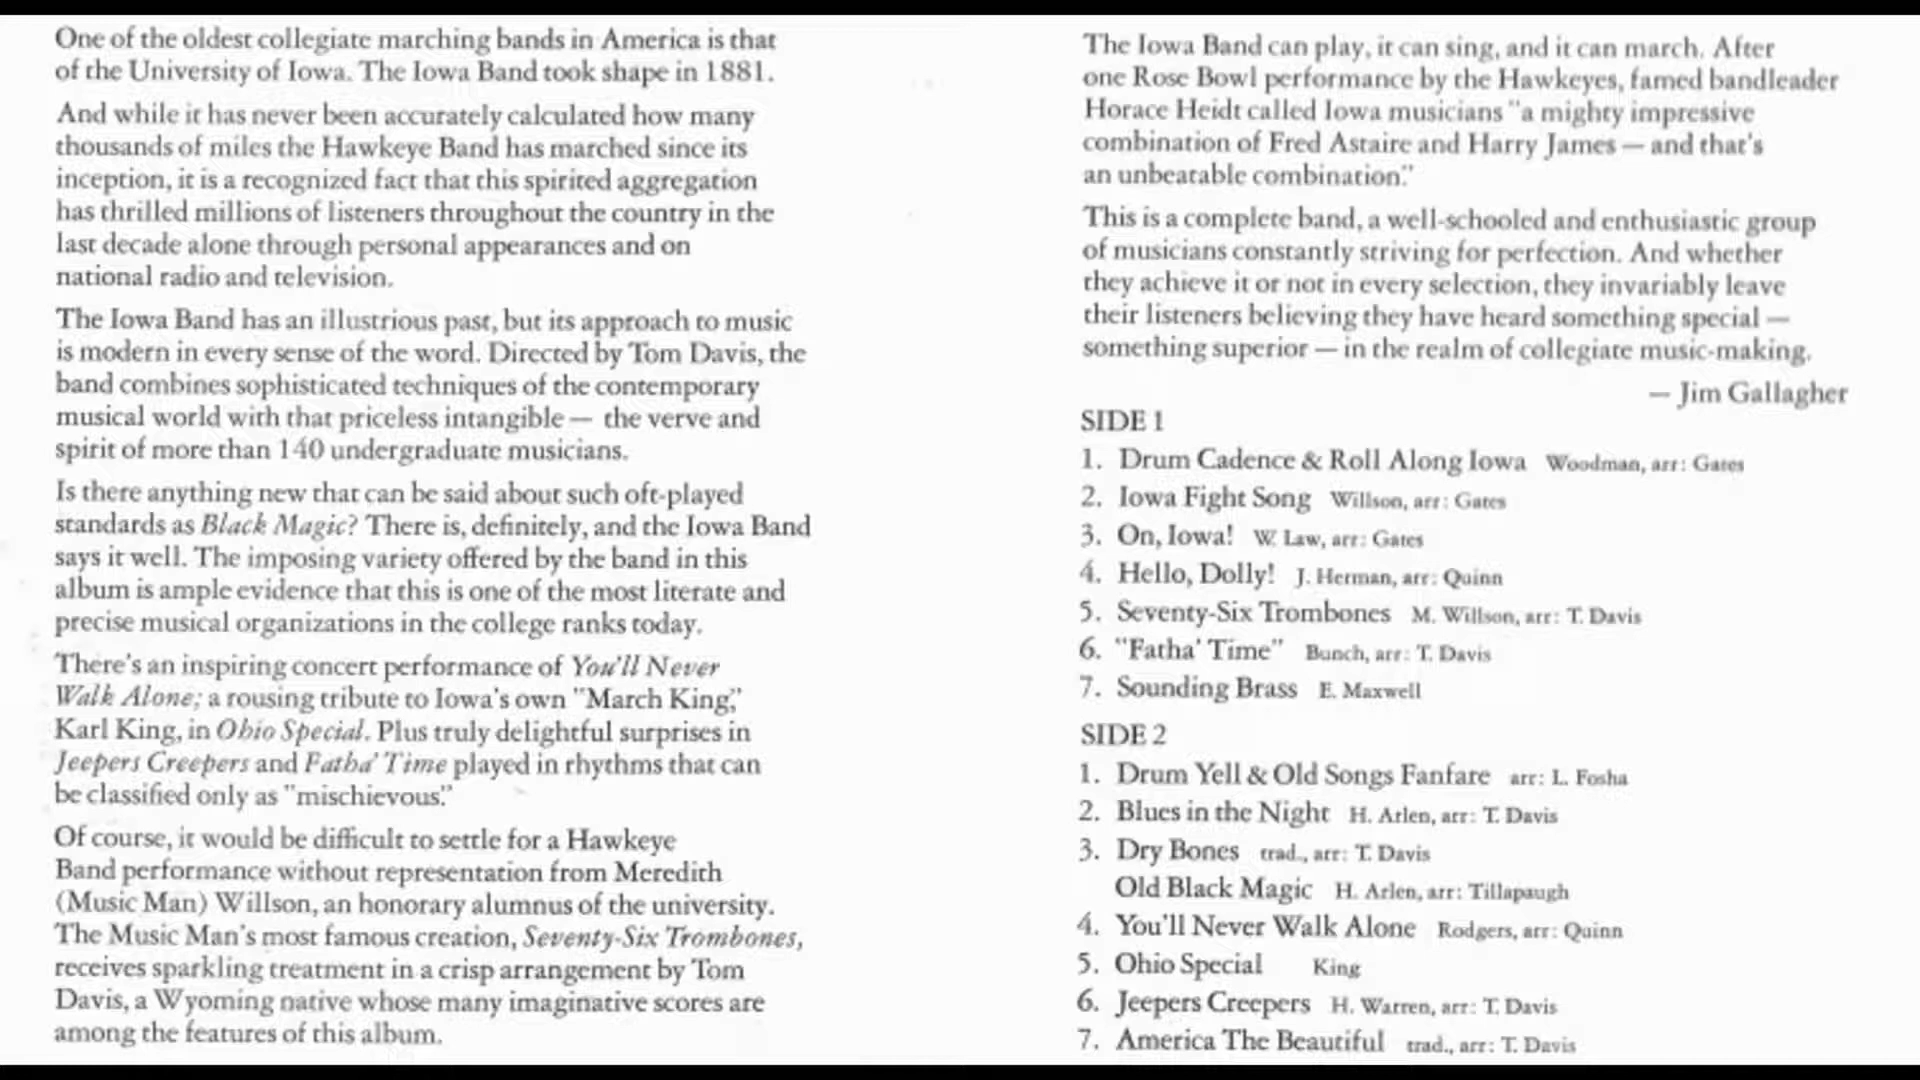 One of the oldest collegiate marching bands in America is that
of the University of Iowa. The Iowa Band took shape in 1881.
And while it has never been accurately calculated how many
thousands of miles the Hawkeye Band has marched since its
inception, it is a recognized fact that this spirited aggregation
has thrilled millions of listeners throughout the country in the
last decade alone through personal appearances and on
national radio and television.
The Iowa Band has an illustrious past, but its approach to music
is modern in every sense of the word. Directed by Tom Davis, the
band combines sophisticated techniques of the contemporary
musical world with that priceless intangible — the verve and
spirit of more than 140 undergraduate musicians.
Is there anything new that can be said about such oft-played
standards as Black Magic? There is, definitely, and the Iowa Band
says it well. The imposing variety offered by the band in this
album is ample evidence that this is one of the most literate and
precise musical organizations in the college ranks today.
There's an inspiring concert performance of You'll Never
Walk Alone; a rousing tribute to Iowa's own "March King,"
Karl King, in Ohio Special. Plus truly delightful surprises in
Jeepers Creepers and Fatha' Time played in rhythms that can
be classified only as "mischievous."
Of course, it would be difficult to settle for a Hawkeye
Band performance without representation from Meredith
(Music Man) Willson, an honorary alumnus of the university.
The Music Man's most famous creation, Seventy-Six Trombones,
receives sparkling treatment in a crisp arrangement by Tom
Davis, a Wyoming native whose many imaginative scores are
among the features of this album.
The Iowa Band can play, it can sing, and it can march. After
one Rose Bowl performance by the Hawkeyes, famed bandleader
Horace Heidt called Iowa musicians "a mighty impressive
combination of Fred Astaire and Harry James — and that's
an unbeatable combination."
This is a complete band, a well-schooled and enthusiastic group
of musicians constantly striving for perfection. And whether
they achieve it or not in every selection, they invariably leave
their listeners believing they have heard something special —
something superior — in the realm of collegiate music-making.
— Jim Gallagher
SIDE 1
1. Drum Cadence & Roll Along Iowa Woodman, arr: Gates
2. Iowa Fight Song Willson, arr: Gates
3. On, Iowa! W. Law, arr: Gates
4. Hello, Dolly! J. Herman, arr: Quinn
5. Seventy-Six Trombones M. Willson, arr: T. Davis
6. "Fatha' Time" Bunch, arr: T. Davis
7. Sounding Brass E. Maxwell
SIDE 2
1. Drum Yell & Old Songs Fanfare arr: L. Fosha
2. Blues in the Night H. Arlen, arr: T. Davis
3. Dry Bones trad., arr: T. Davis
Old Black Magic H. Arlen, arr: Tillapaugh
4. You'll Never Walk Alone Rodgers, arr: Quinn
5. Ohio Special King
6. Jeepers Creepers H. Warren, arr: T. Davis
7. America The Beautiful trad., arr: T. Davis